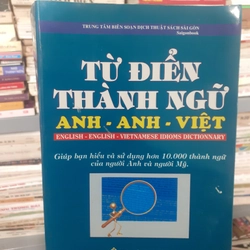 TRUNG TÂM BIÊN SOẠN DỊCH THUẬT SÁCH SÀI GÒN
Saigonbook
TỪ ĐIỂN
THÀNH NGỮ
ANH - ANH - VIỆT
ENGLISH - ENGLISH - VIETNAMESE IDIOMS DICTIONNARY
Giúp bạn hiểu và sử dụng hơn 10.000 thành ngữ
của người Anh và người Mỹ.